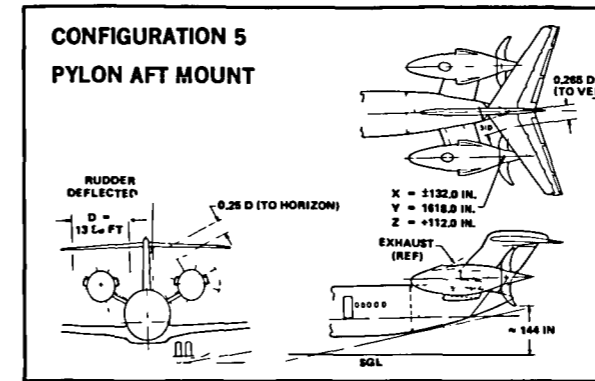 CONFIGURATION 5
PYLON AFT MOUNT
0.265 D
(TO VE
RUDDER
DEFLECTED
D =
FT
0.25 D (TO HORIZON)
X = ±132.0 IN.
Y = 1618.0 IN.
Z = +112.0 IN.
EXHAUST
(REF)
~ 144 IN
SGL